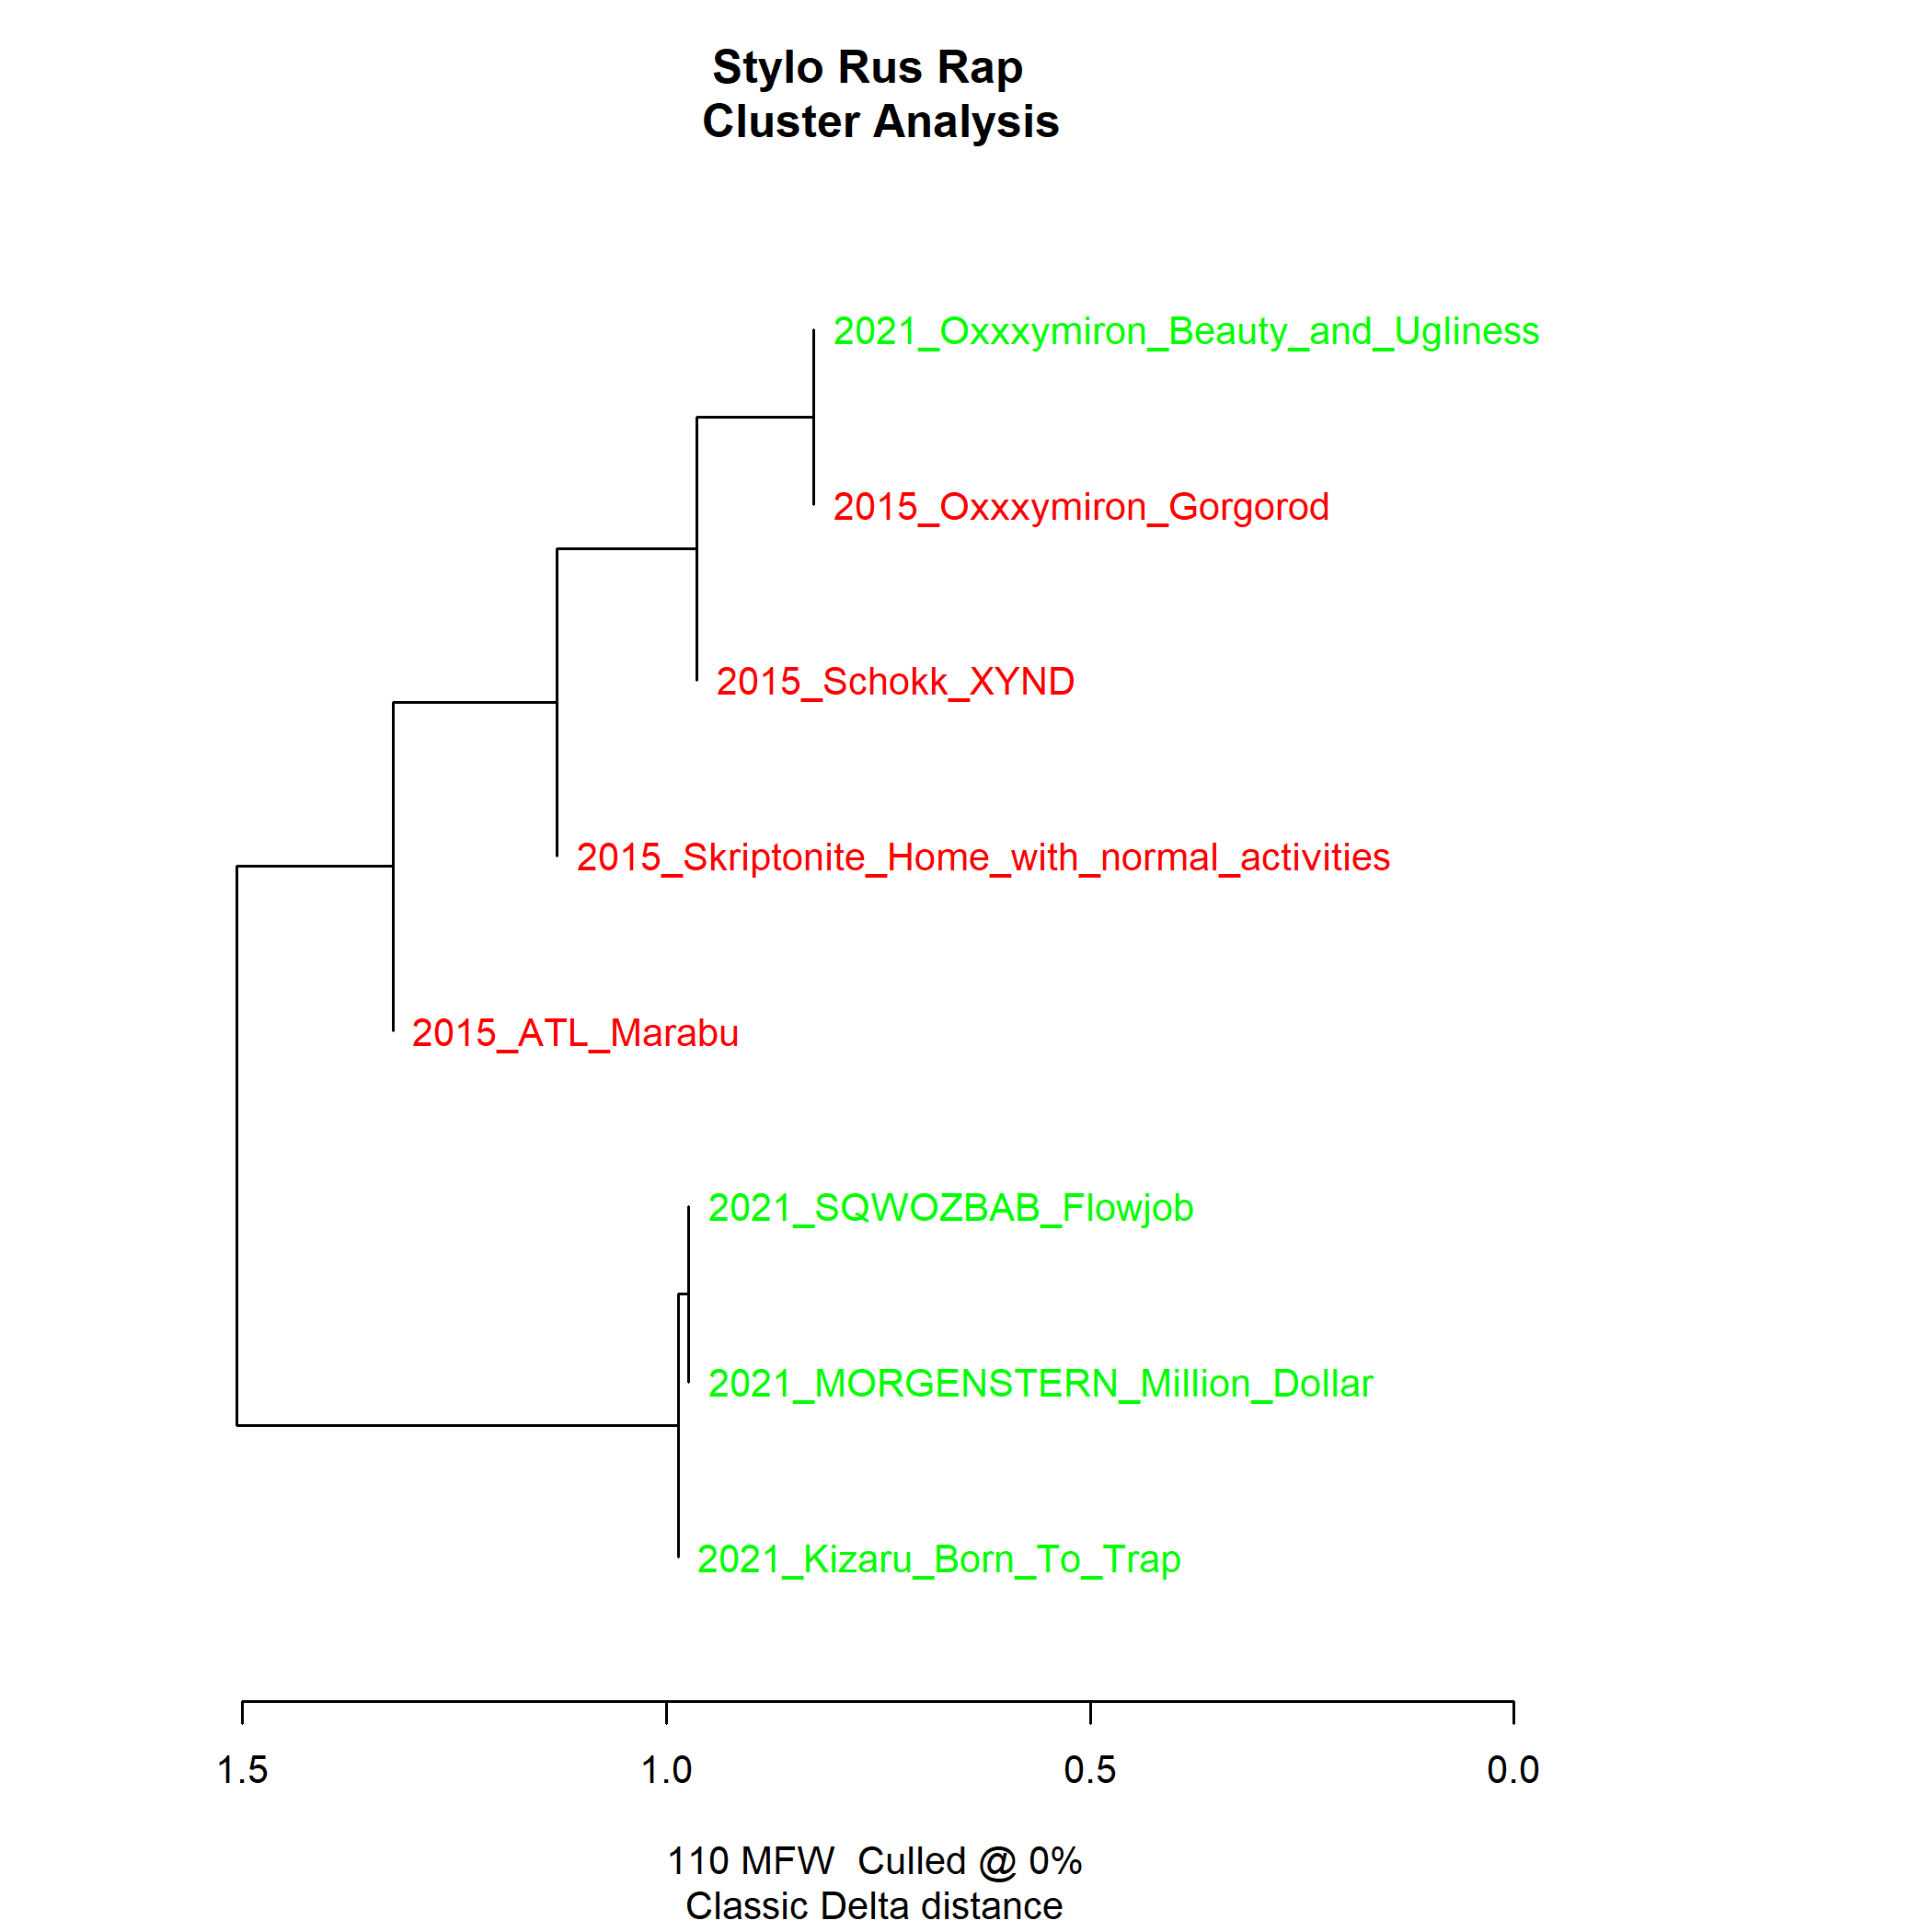 Stylo Rus Rap
Cluster Analysis
2021_Oxxxymiron_Beauty_and_Ugliness
2015_Oxxxymiron_Gorgorod
2015_Schokk_XYND
2015_Skriptonite_Home_with_normal_activities
2015_ATL_Marabu
2021_SQWOZBAB_Flowjob
2021_MORGENSTERN_Million_Dollar
2021_Kizaru_Born_To_Trap
1.5 1.0 0.5 0.0
110 MFW  Culled @ 0%
Classic Delta distance